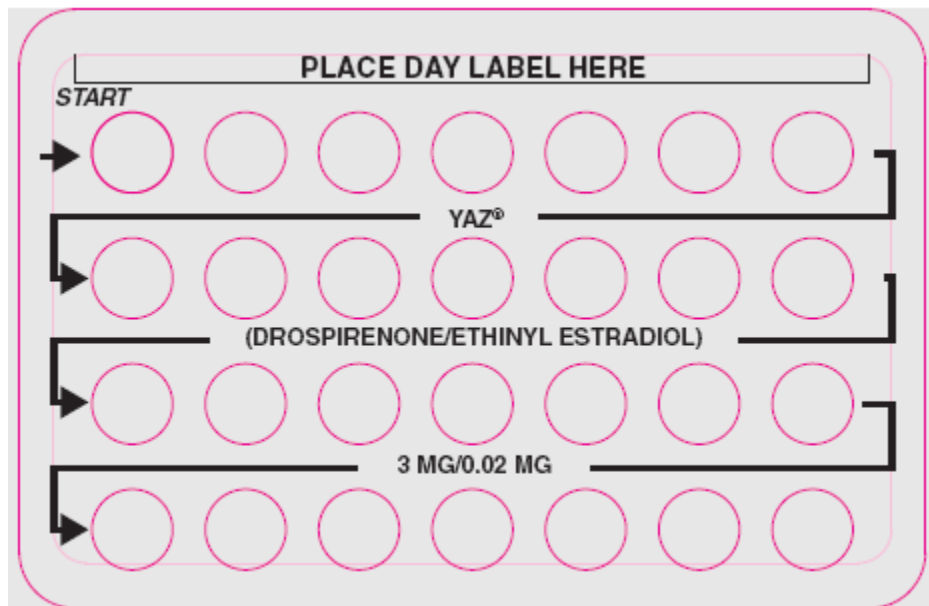 PLACE DAY LABEL HERE
START
YAZ®
(DROSPIRENONE/ETHINYL ESTRADIOL)
3 MG/0.02 MG